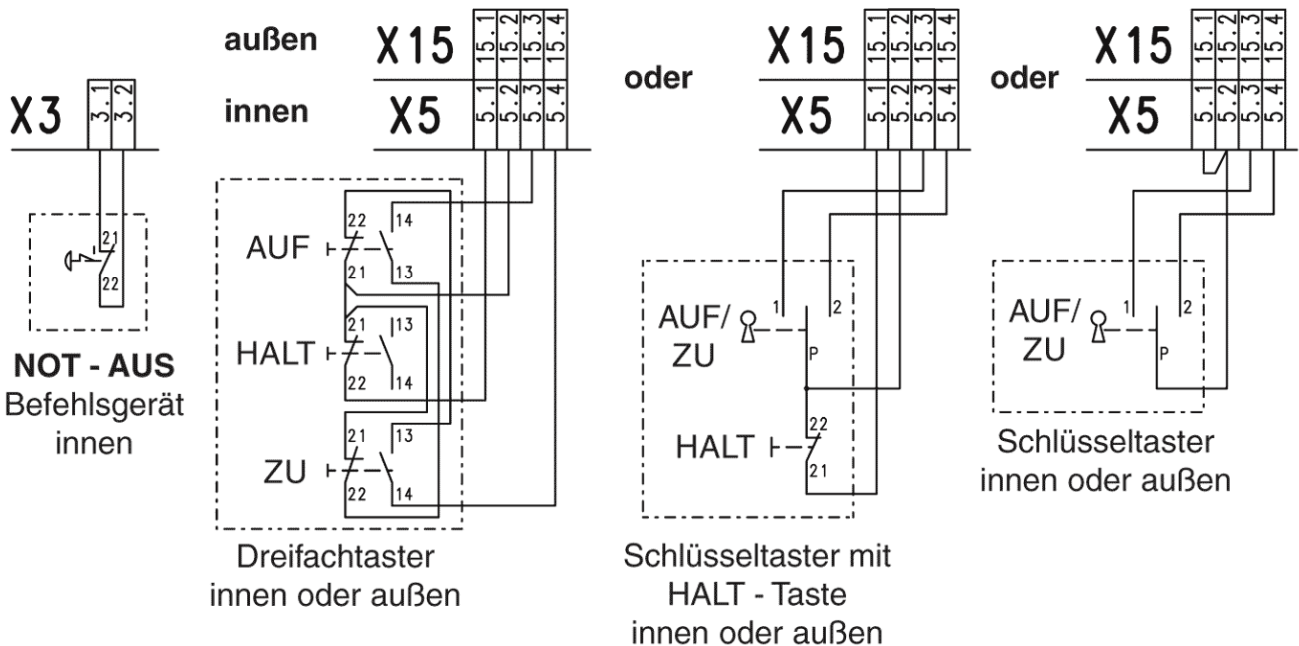 X3
3.1
3.2
21
22
NOT - AUS
Befehlsgerät
innen
außen
X15
15.1
15.2
15.3
15.4
innen
X5
5.1
5.2
5.3
5.4
AUF
22
14
21
13
HALT
21
13
22
14
ZU
21
13
22
14
Dreifachtaster
innen oder außen
oder
X15
15.1
15.2
15.3
15.4
X5
5.1
5.2
5.3
5.4
AUF/
ZU
1
2
P
HALT
22
21
Schlüsseltaster mit
HALT - Taste
innen oder außen
oder
X15
15.1
15.2
15.3
15.4
X5
5.1
5.2
5.3
5.4
AUF/
ZU
1
2
P
Schlüsseltaster
innen oder außen